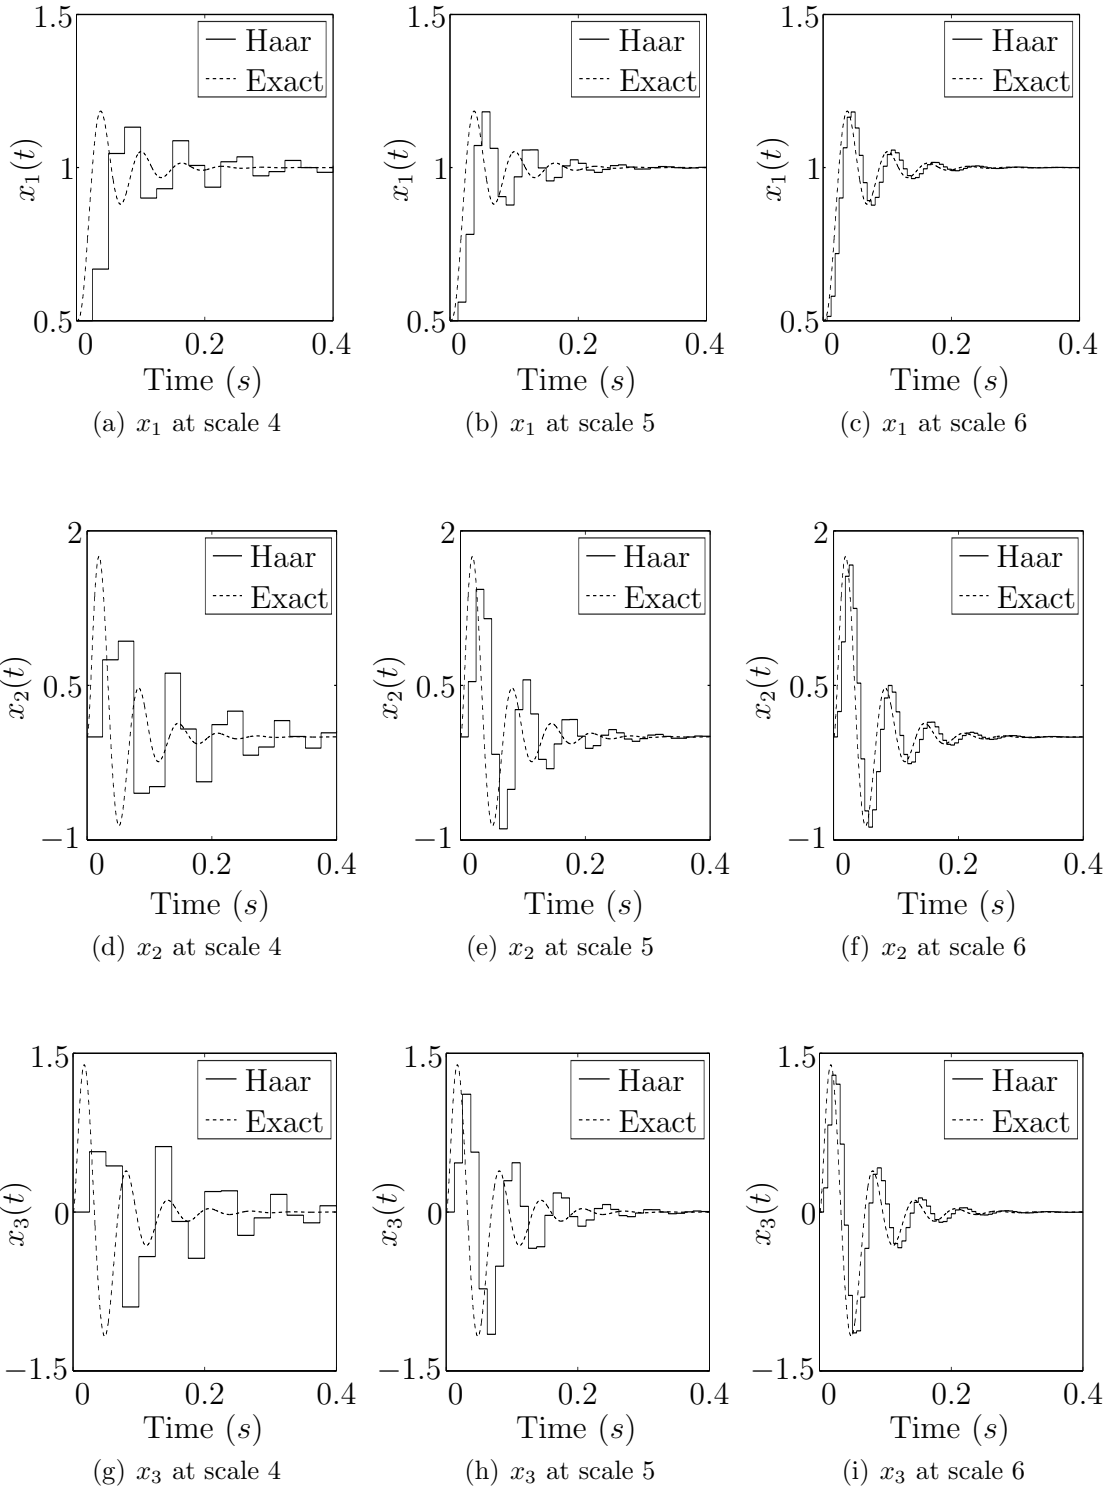 1.5
1
0.5
x₁(t)
Haar
Exact
0 0.2 0.4
Time (s)
(a) x₁ at scale 4
1.5
1
0.5
x₁(t)
Haar
Exact
0 0.2 0.4
Time (s)
(b) x₁ at scale 5
1.5
1
0.5
x₁(t)
Haar
Exact
0 0.2 0.4
Time (s)
(c) x₁ at scale 6
2
0.5
−1
x₂(t)
Haar
Exact
0 0.2 0.4
Time (s)
(d) x₂ at scale 4
2
0.5
−1
x₂(t)
Haar
Exact
0 0.2 0.4
Time (s)
(e) x₂ at scale 5
2
0.5
−1
x₂(t)
Haar
Exact
0 0.2 0.4
Time (s)
(f) x₂ at scale 6
1.5
0
−1.5
x₃(t)
Haar
Exact
0 0.2 0.4
Time (s)
(g) x₃ at scale 4
1.5
0
−1.5
x₃(t)
Haar
Exact
0 0.2 0.4
Time (s)
(h) x₃ at scale 5
1.5
0
−1.5
x₃(t)
Haar
Exact
0 0.2 0.4
Time (s)
(i) x₃ at scale 6